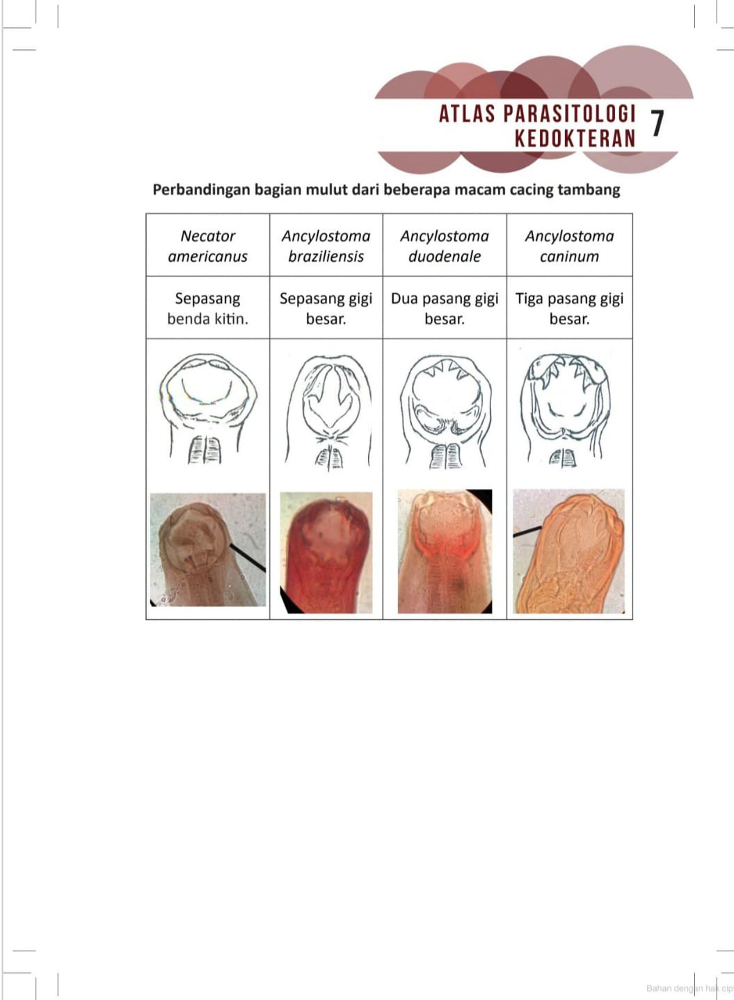 ATLAS PARASITOLOGI
KEDOKTERAN
7
Perbandingan bagian mulut dari beberapa macam cacing tambang
Necator
americanus
Ancylostoma
braziliensis
Ancylostoma
duodenale
Ancylostoma
caninum
Sepasang
benda kitin.
Sepasang gigi
besar.
Dua pasang gigi
besar.
Tiga pasang gigi
besar.
Bahan dengan hak cip